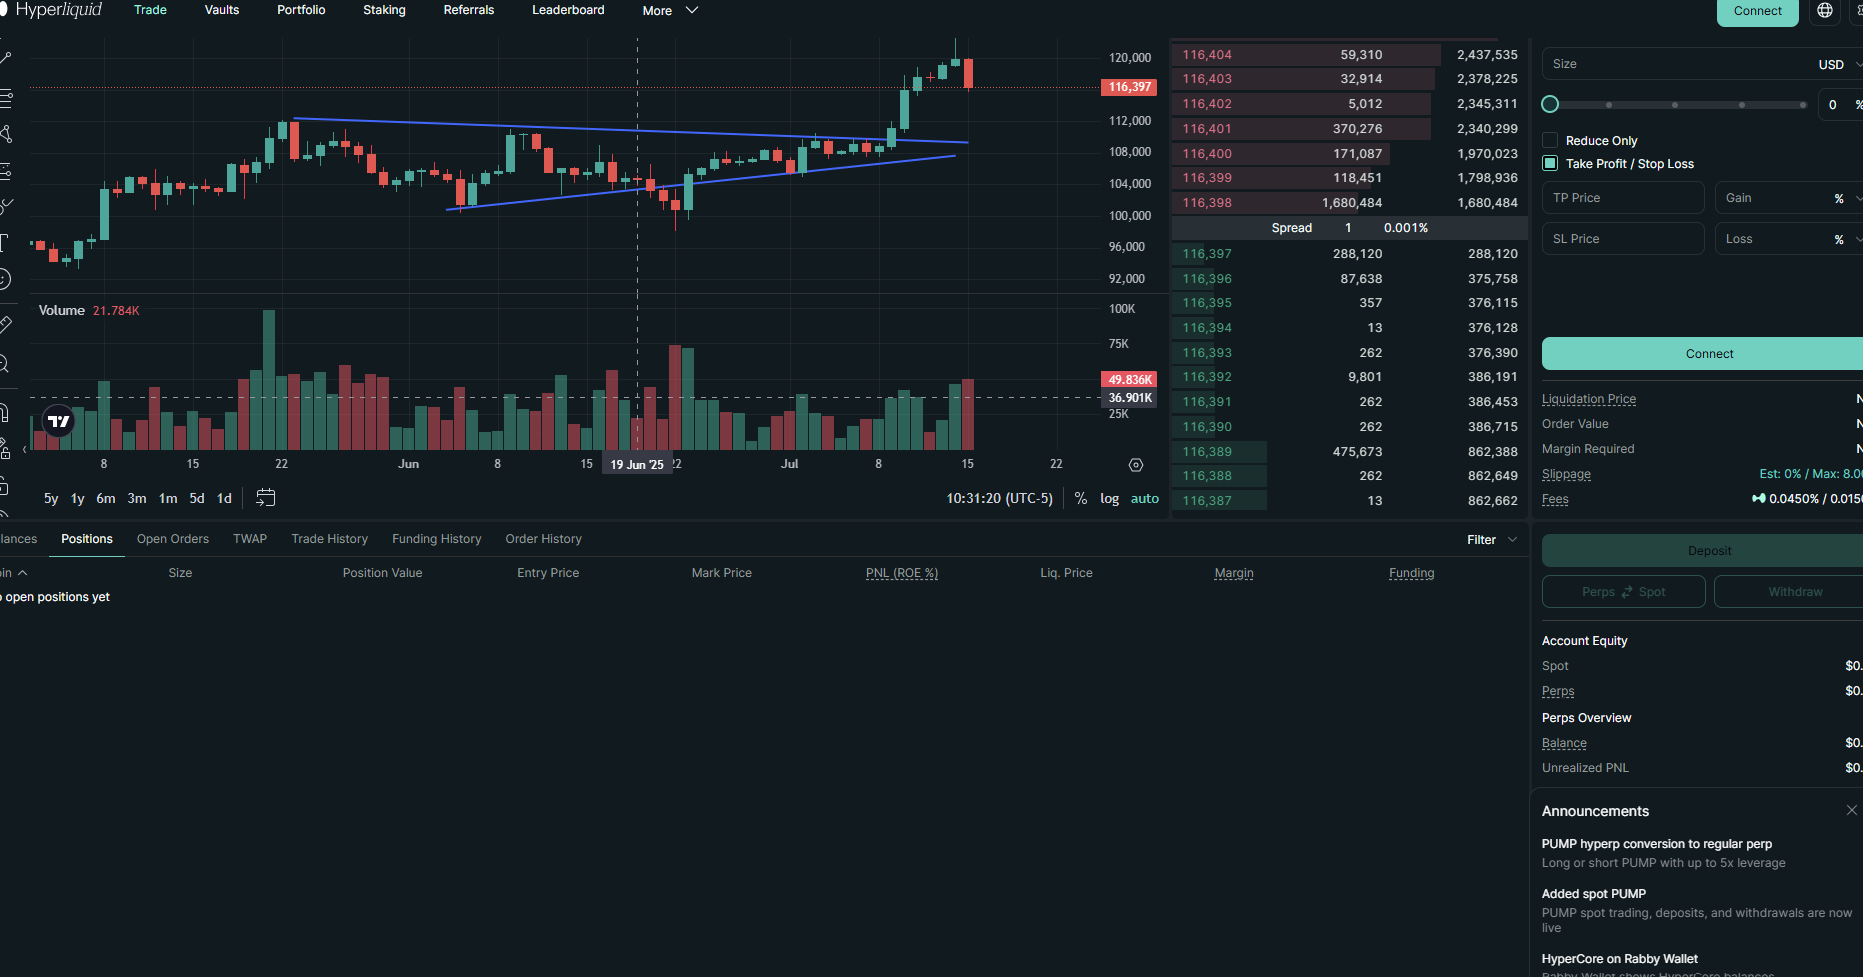 Hyperliquid Trade Vaults Portfolio Staking Referrals Leaderboard More Connect
120,000
116,397
112,000
108,000
104,000
100,000
96,000
92,000
Volume 21.784K
100K
75K
49.836K
36.901K
25K
8 15 22 Jun 8 15 19 Jun '25 22 Jul 8 15 22
5y 1y 6m 3m 1m 5d 1d 10:31:20 (UTC-5) % log auto
116,404 59,310 2,437,535
116,403 32,914 2,378,225
116,402 5,012 2,345,311
116,401 370,276 2,340,299
116,400 171,087 1,970,023
116,399 118,451 1,798,936
116,398 1,680,484 1,680,484
Spread 1 0.001%
116,397 288,120 288,120
116,396 87,638 375,758
116,395 357 376,115
116,394 13 376,128
116,393 262 376,390
116,392 9,801 386,191
116,391 262 386,453
116,390 262 386,715
116,389 475,673 862,388
116,388 262 862,649
116,387 13 862,662
Size USD
0 %
Reduce Only
Take Profit / Stop Loss
TP Price Gain %
SL Price Loss %
Connect
Liquidation Price N
Order Value N
Margin Required N
Slippage Est: 0% / Max: 8.0
Fees 0.0450% / 0.015
lances Positions Open Orders TWAP Trade History Funding History Order History Filter
in Size Position Value Entry Price Mark Price PNL (ROE %) Liq. Price Margin Funding
open positions yet
Deposit
Perps Spot Withdraw
Account Equity
Spot $0.
Perps $0.
Perps Overview
Balance $0.
Unrealized PNL $0.
Announcements
PUMP hyperp conversion to regular perp
Long or short PUMP with up to 5x leverage
Added spot PUMP
PUMP spot trading, deposits, and withdrawals are now
live
HyperCore on Rabby Wallet
Rabby Wallet shows HyperCore balances